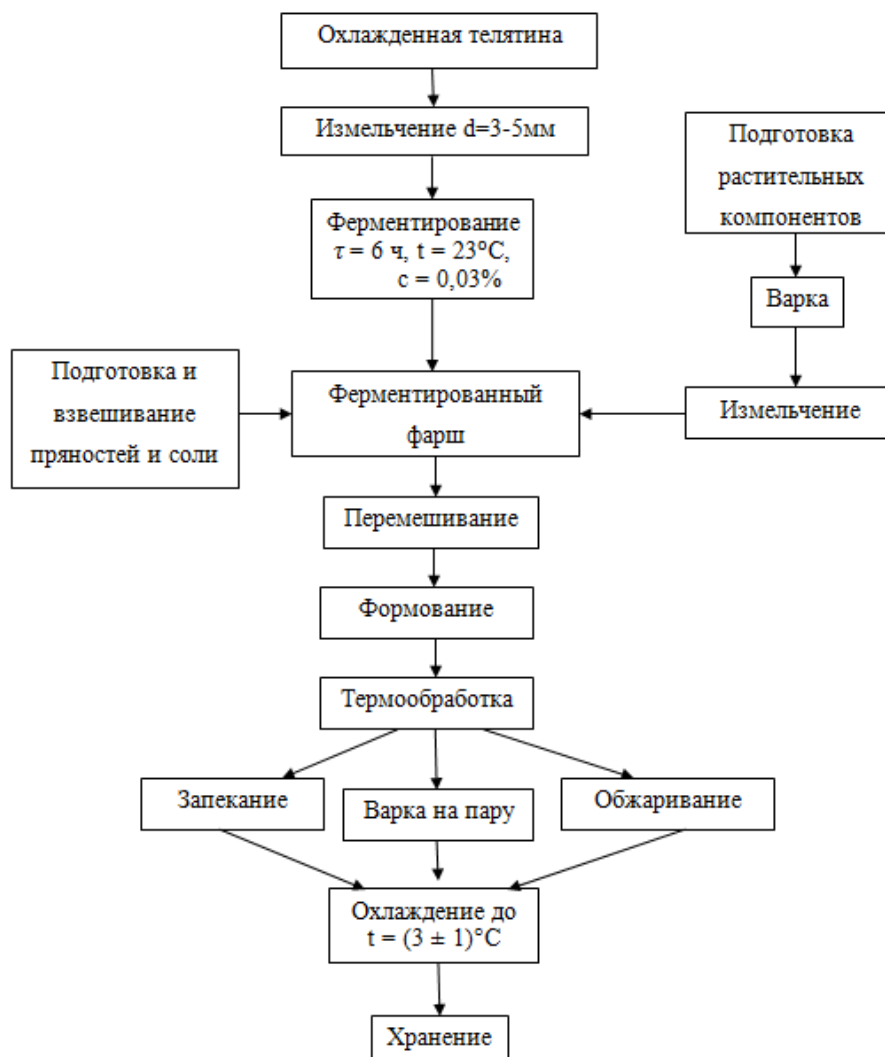 Охлажденная телятина
Измельчение d=3-5мм
Подготовка
растительных
компонентов
Ферментирование
τ = 6 ч, t = 23°C,
c = 0,03%
Варка
Подготовка и
взвешивание
пряностей и соли
Ферментированный
фарш
Измельчение
Перемешивание
Формование
Термообработка
Запекание
Варка на пару
Обжаривание
Охлаждение до
t = (3 ± 1)°C
Хранение